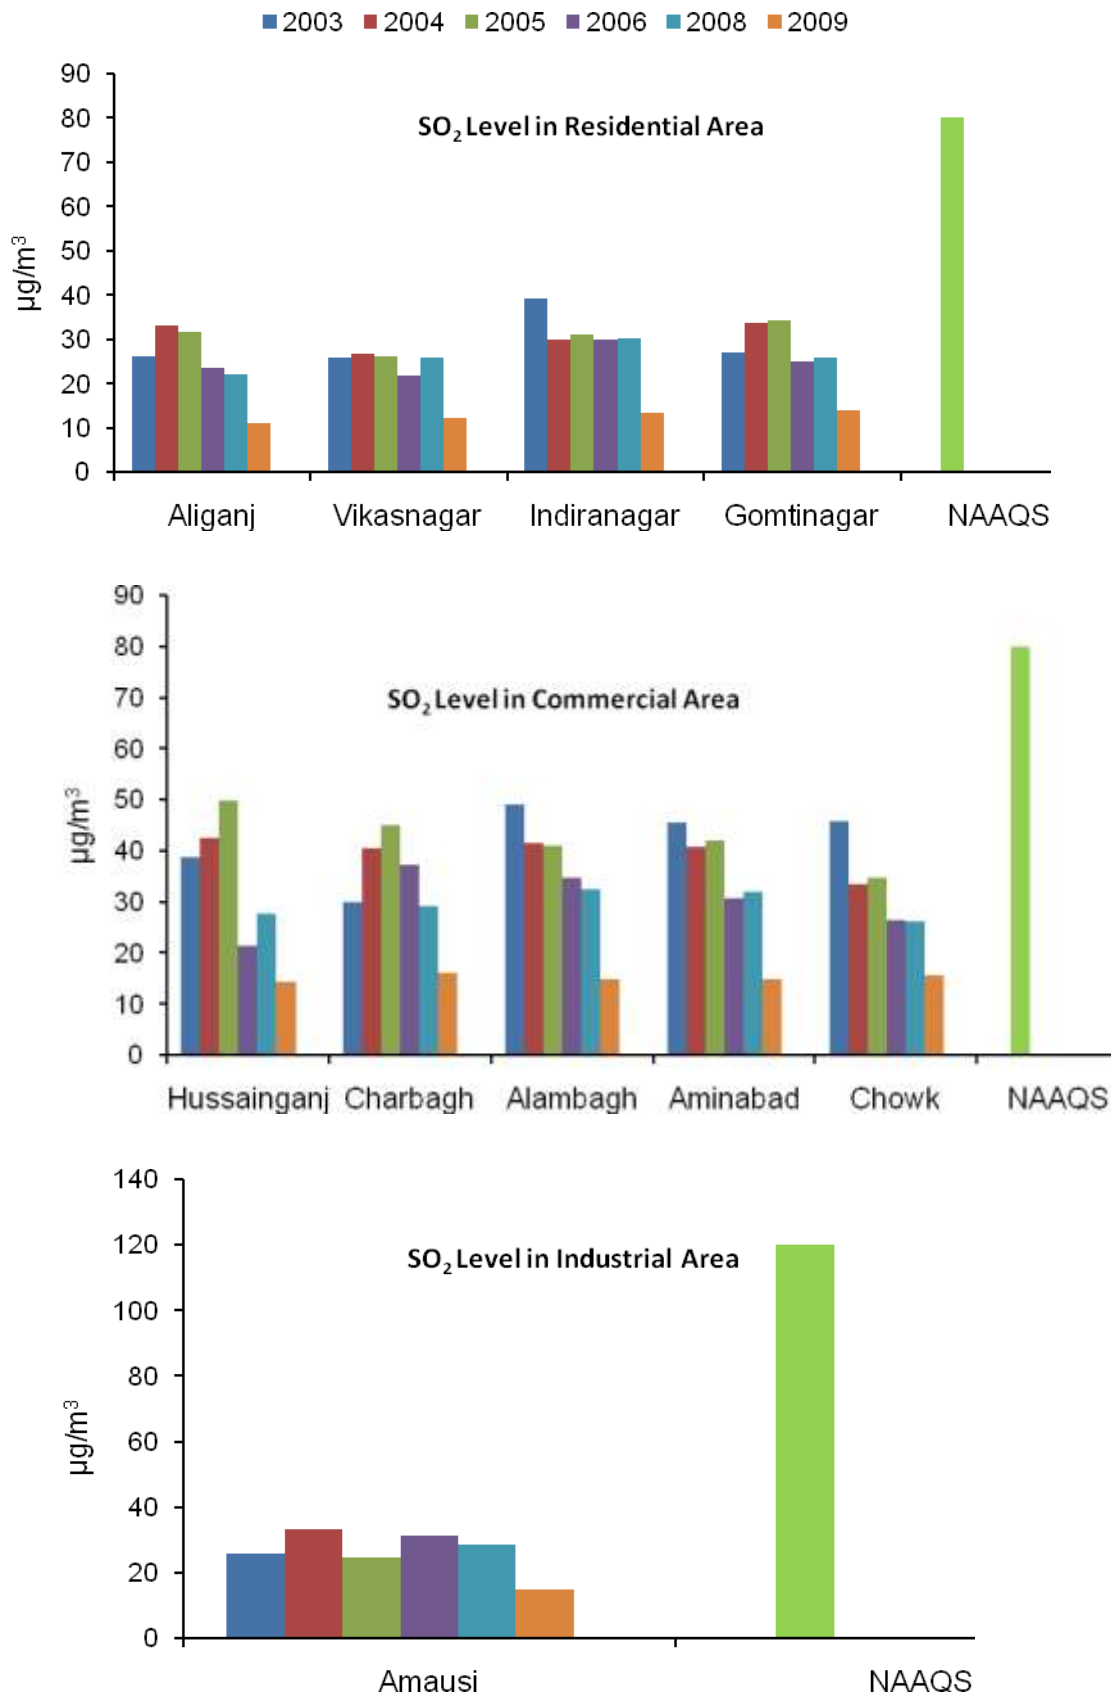 2003 2004 2005 2006 2008 2009
90
SO2 Level in Residential Area
80
70
60
50
µg/m³
40
30
20
10
0
Aliganj Vikasnagar Indiranagar Gomtinagar NAAQS
90
80
SO2 Level in Commercial Area
70
60
50
µg/m³
40
30
20
10
0
Hussainganj Charbagh Alambagh Aminabad Chowk NAAQS
140
120
SO2 Level in Industrial Area
100
80
60
µg/m³
40
20
0
Amausi NAAQS